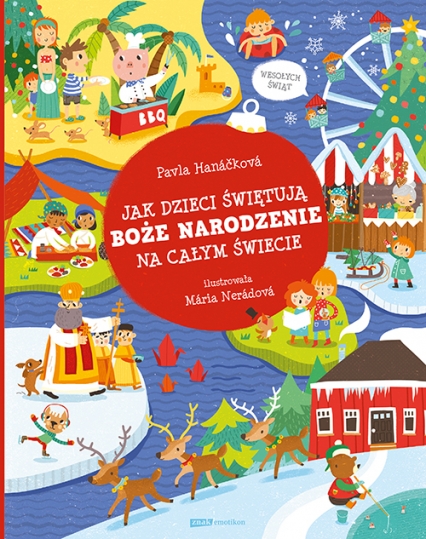 BBQ
WESOŁYCH
ŚWIĄT
Pavla Hanáčková
JAK DZIECI ŚWIĘTUJĄ
BOŻE NARODZENIE
NA CAŁYM ŚWIECIE
ilustrowała
Mária Nerádová
znak emotikon